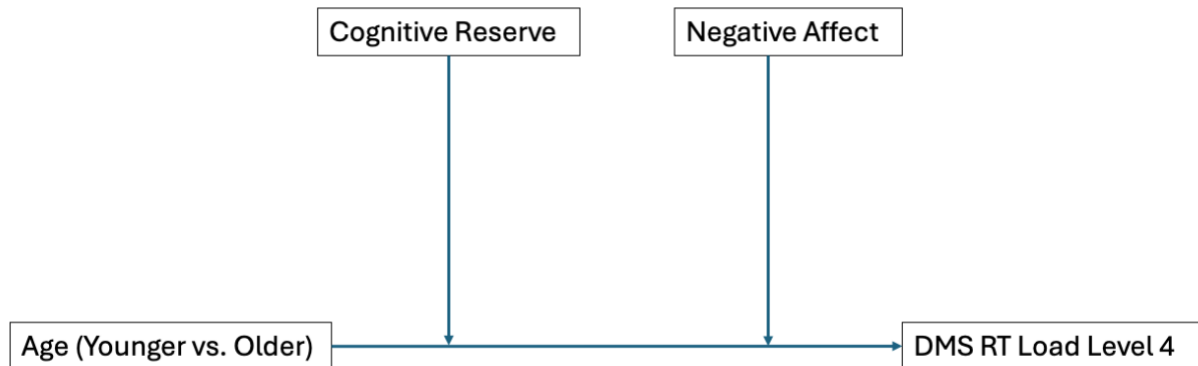 Cognitive Reserve
Negative Affect
Age (Younger vs. Older)
DMS RT Load Level 4